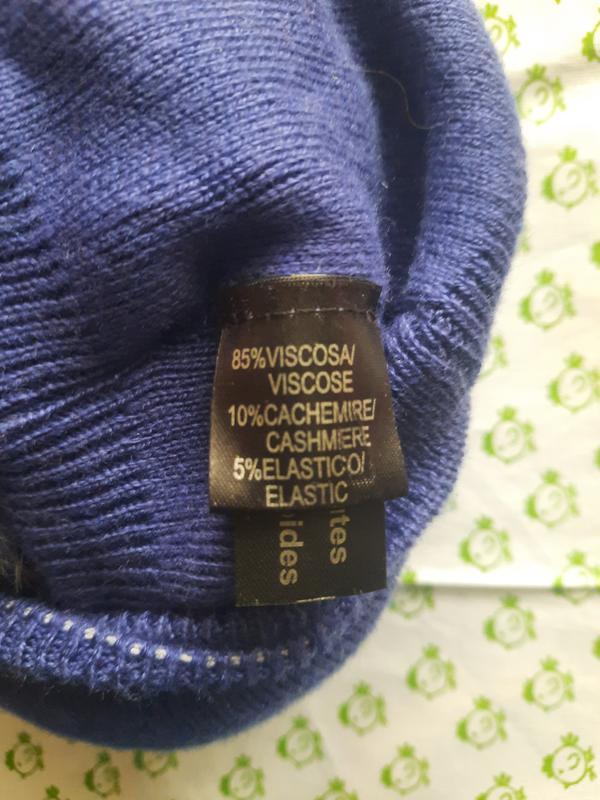 85%VISCOSA/
VISCOSE
10%CACHEMIRE/
CASHMERE
5%ELASTICO/
ELASTIC